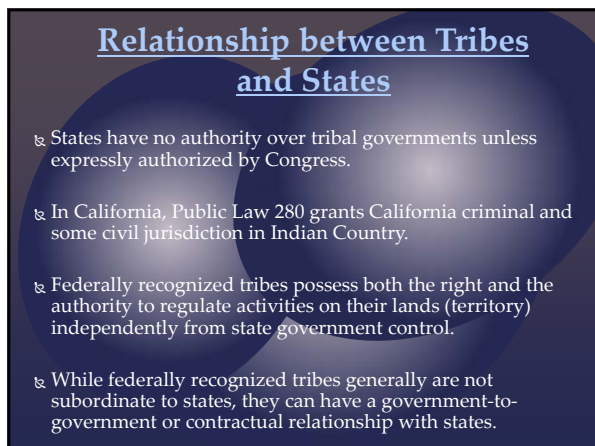 Relationship between Tribes
and States
States have no authority over tribal governments unless
expressly authorized by Congress.
In California, Public Law 280 grants California criminal and
some civil jurisdiction in Indian Country.
Federally recognized tribes possess both the right and the
authority to regulate activities on their lands (territory)
independently from state government control.
While federally recognized tribes generally are not
subordinate to states, they can have a government-to-
government or contractual relationship with states.